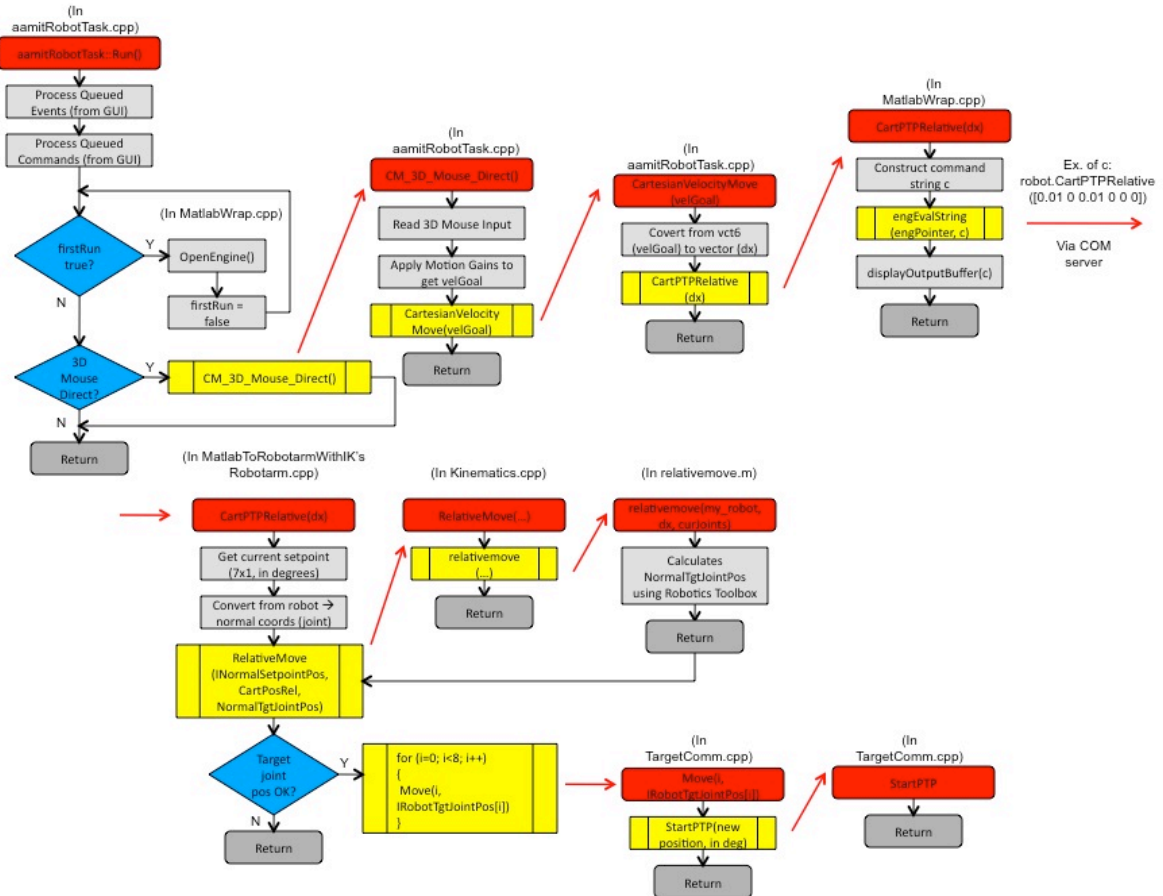 (In
aamitRobotTask.cpp)
aamitRobotTask::Run()
Process Queued
Events (from GUI)
Process Queued
Commands (from GUI)
(In MatlabWrap.cpp)
firstRun
true?
Y
OpenEngine()
N
firstRun =
false
3D
Mouse
Direct?
Y
CM_3D_Mouse_Direct()
N
Return
(In
aamitRobotTask.cpp)
CM_3D_Mouse_Direct()
Read 3D Mouse Input
Apply Motion Gains to
get velGoal
CartesianVelocity
Move(velGoal)
Return
(In
aamitRobotTask.cpp)
CartesianVelocityMove
(velGoal)
Covert from vct6
(velGoal) to vector (dx)
CartPTPRelative
(dx)
Return
(In
MatlabWrap.cpp)
CartPTPRelative(dx)
Construct command
string c
engEvalString
(engPointer, c)
displayOutputBuffer(c)
Return
Ex. of c:
robot.CartPTPRelative
([0.01 0 0.01 0 0 0])
Via COM
server
(In MatlabToRobotarmWithIK's
Robotarm.cpp)
CartPTPRelative(dx)
Get current setpoint
(7x1, in degrees)
Convert from robot →
normal coords (joint)
RelativeMove
(INormalSetpointPos,
CartPosRel,
NormalTgtJointPos)
Target
joint
pos OK?
Y
N
Return
for (i=0; i<8; i++)
{
Move(i,
IRobotTgtJointPos[i])
}
(In Kinematics.cpp)
RelativeMove(...)
relativemove
(...)
Return
(In relativemove.m)
relativemove(my_robot,
dx, curjoints)
Calculates
NormalTgtJointPos
using Robotics Toolbox
Return
(In
TargetComm.cpp)
Move(i,
IRobotTgtJointPos[i])
StartPTP(new
position, in deg)
Return
(In
TargetComm.cpp)
StartPTP
Return